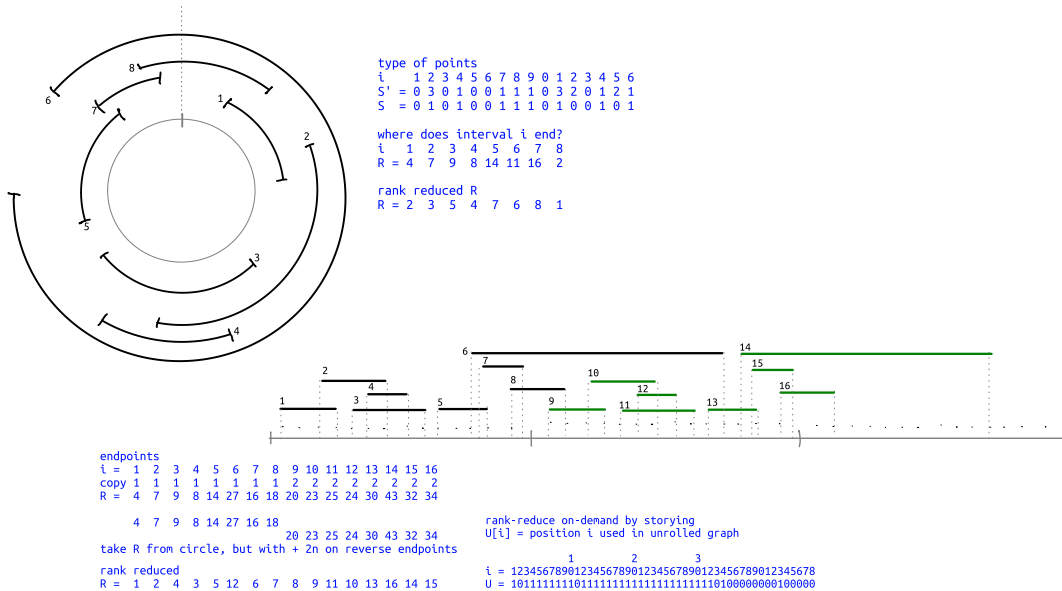 type of points
i 1 2 3 4 5 6 7 8 9 0 1 2 3 4 5 6
S' = 0 3 0 1 0 0 1 1 1 0 3 2 0 1 2 1
S = 0 1 0 1 0 0 1 1 1 0 1 0 0 1 0 1
where does interval i end?
i 1 2 3 4 5 6 7 8
R = 4 7 9 8 14 11 16 2
rank reduced R
R = 2 3 5 4 7 6 8 1
8
6
7
1
2
5
3
4
14
6
15
7
2
10
8
16
4
12
1
3
5
9
11
13
endpoints
i = 1 2 3 4 5 6 7 8 9 10 11 12 13 14 15 16
copy 1 1 1 1 1 1 1 1 2 2 2 2 2 2 2 2
R = 4 7 9 8 14 27 16 18 20 23 25 24 30 43 32 34
4 7 9 8 14 27 16 18
20 23 25 24 30 43 32 34
take R from circle, but with + 2n on reverse endpoints
rank reduced
R = 1 2 4 3 5 12 6 7 8 9 11 10 13 16 14 15
rank-reduce on-demand by storying
U[i] = position i used in unrolled graph
1 2 3
i = 123456789012345678901234567890123456789012345678
U = 101111111101111111111111111111110100000000100000